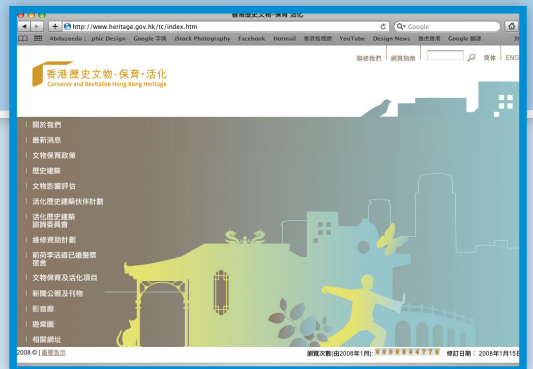 香港歷史文物-保育·活化
http://www.heritage.gov.hk/tc/index.htm
Google
Abduzeedo |...phic Design Google 字典 iStock Photography Facebook Hotmail YouTube Design News Google 翻譯
聯絡我們 網頁指南 简体 ENG
香港歷史文物-保育·活化
Conserve and Revitalise Hong Kong Heritage
關於我們
最新消息
文物保育政策
歷史建築
文物影響評估
活化歷史建築伙伴計劃
活化歷史建築
諮詢委員會
維修資助計劃
前荷李活道已婚警察
宿舍
文物保育及活化項目
新聞公報及刊物
影音廊
遊樂園
相關網址
2008 © | 重要告示
瀏覽次數(由2008年1月): 修訂日期： 2008年1月15日